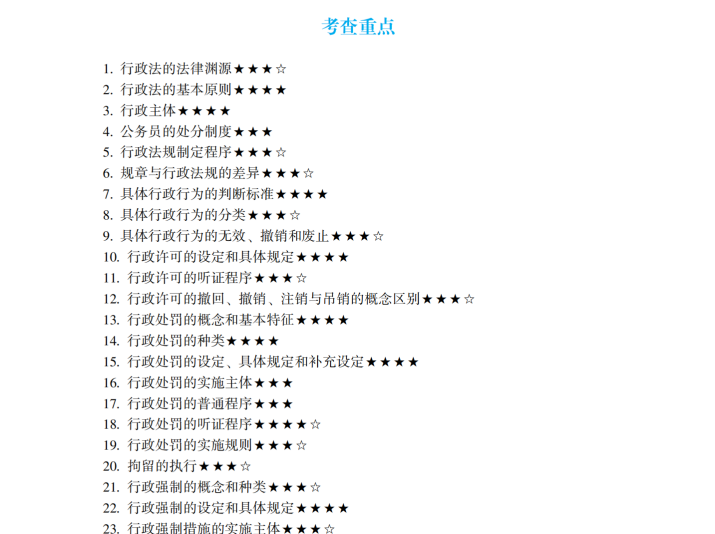 考查重点
1. 行政法的法律渊源★★★☆
2. 行政法的基本原则★★★★
3. 行政主体★★★★
4. 公务员的处分制度★★★
5. 行政法规制定程序★★★☆
6. 规章与行政法规的差异★★★☆
7. 具体行政行为的判断标准★★★★
8. 具体行政行为的分类★★★☆
9. 具体行政行为的无效、撤销和废止★★★☆
10. 行政许可的设定和具体规定★★★★
11. 行政许可的听证程序★★★☆
12. 行政许可的撤回、撤销、注销与吊销的概念区别★★★☆
13. 行政处罚的概念和基本特征★★★★
14. 行政处罚的种类★★★★
15. 行政处罚的设定、具体规定和补充设定★★★★
16. 行政处罚的实施主体★★★
17. 行政处罚的普通程序★★★
18. 行政处罚的听证程序★★★★☆
19. 行政处罚的实施规则★★★☆
20. 拘留的执行★★★☆
21. 行政强制的概念和种类★★★☆
22. 行政强制的设定和具体规定★★★★
23. 行政强制措施的实施主体★★★☆